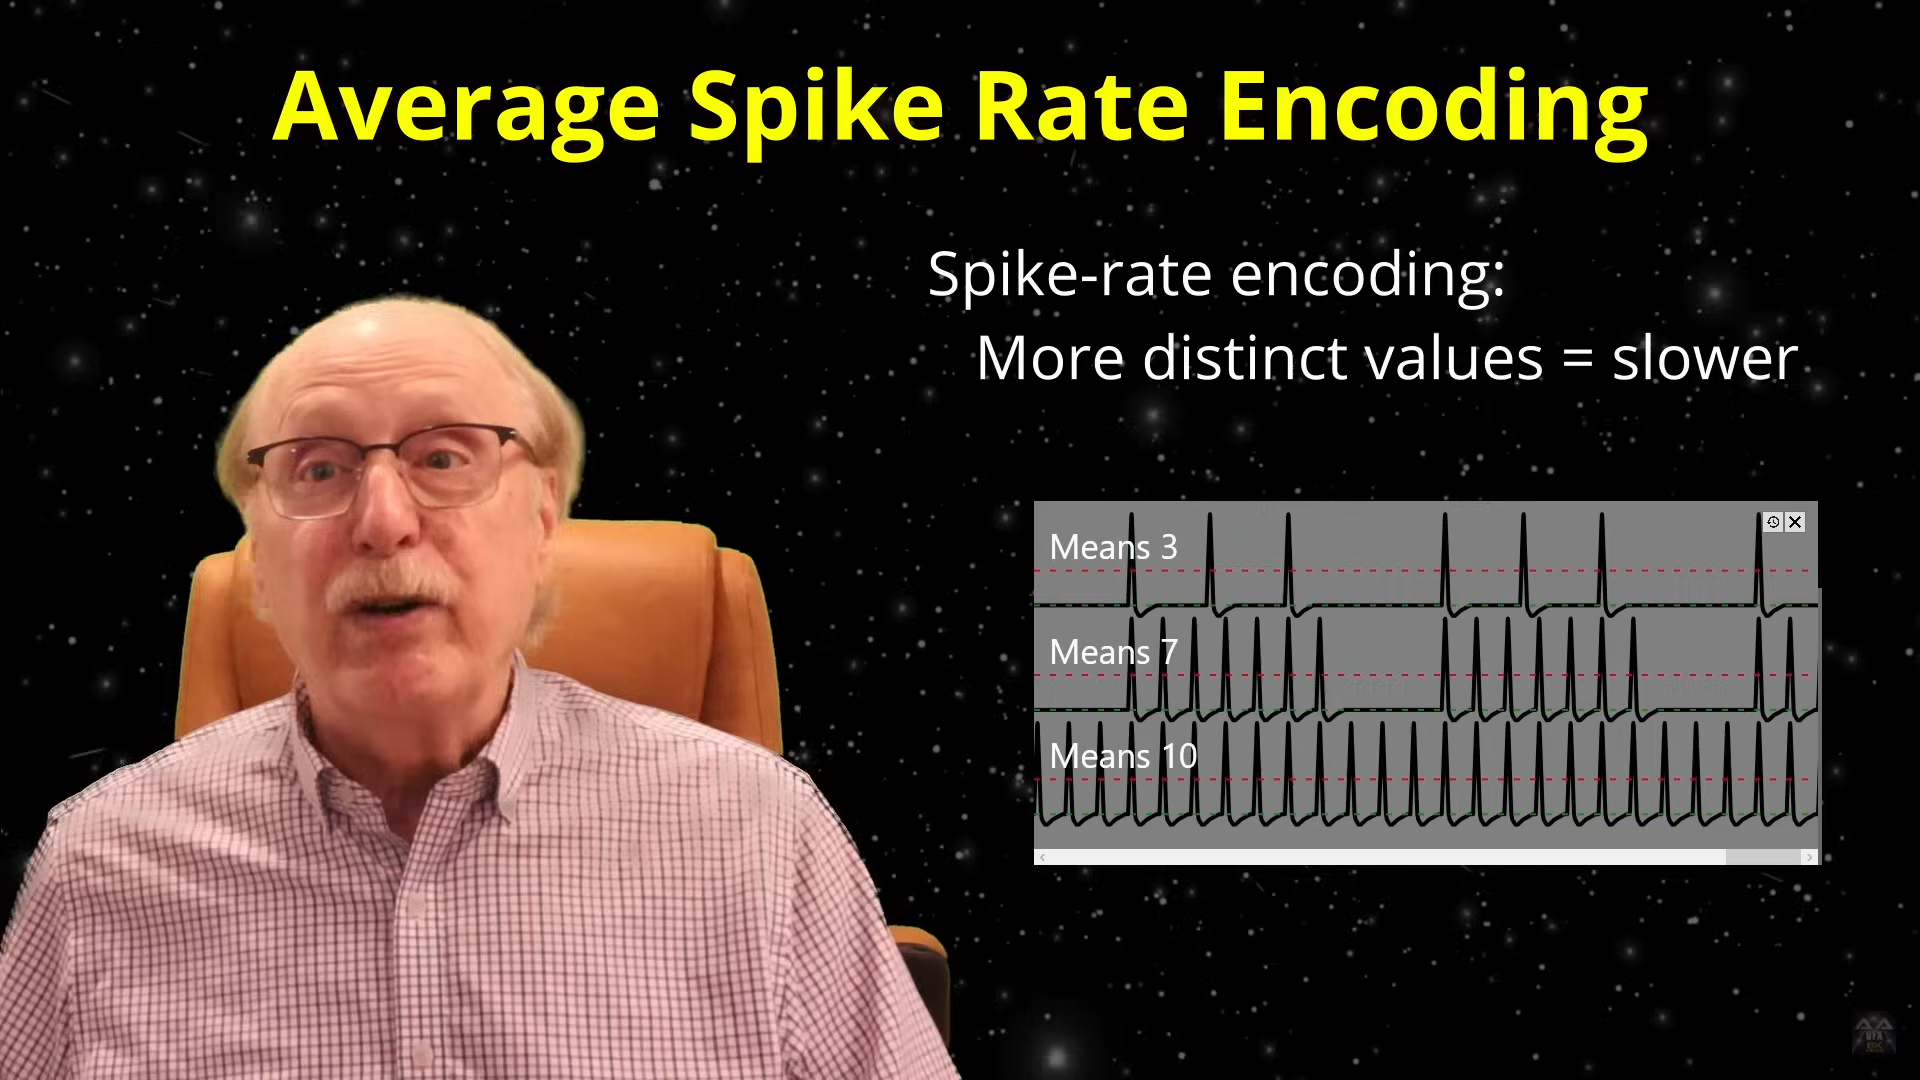 Average Spike Rate Encoding
Spike-rate encoding:
More distinct values = slower
Means 3
Means 7
Means 10